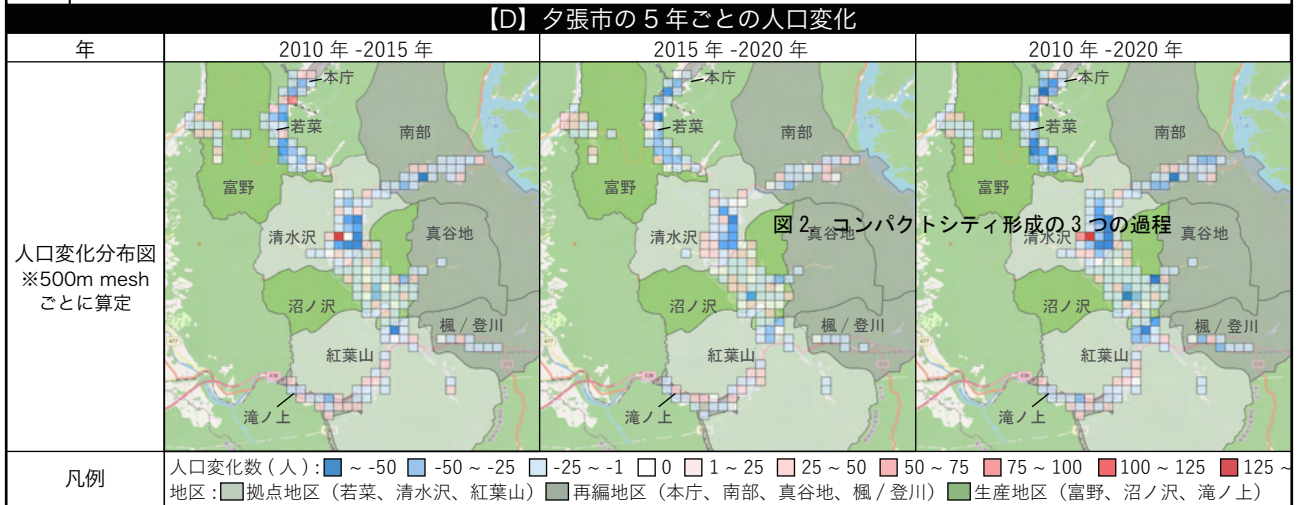 【D】夕張市の5年ごとの人口変化
年
2010 年 -2015 年
2015 年 -2020 年
2010 年 -2020 年
人口変化分布図
※500m mesh
ごとに算定
本庁
若菜
南部
富野
清水沢
真谷地
沼ノ沢
楓 / 登川
紅葉山
滝ノ上
本庁
若菜
南部
富野
図 2　コンパクトシティ形成の 3 つの過程
清水沢
真谷地
沼ノ沢
楓 / 登川
紅葉山
滝ノ上
本庁
若菜
南部
富野
清水沢
真谷地
沼ノ沢
楓 / 登川
紅葉山
滝ノ上
凡例
人口変化数 ( 人 ) : ~ -50 -50 ~ -25 -25 ~ -1 0 1 ~ 25 25 ~ 50 50 ~ 75 75 ~ 100 100 ~ 125 125 ~
地区 : 拠点地区（若菜、清水沢、紅葉山） 再編地区（本庁、南部、真谷地、楓 / 登川） 生産地区（富野、沼ノ沢、滝ノ上）